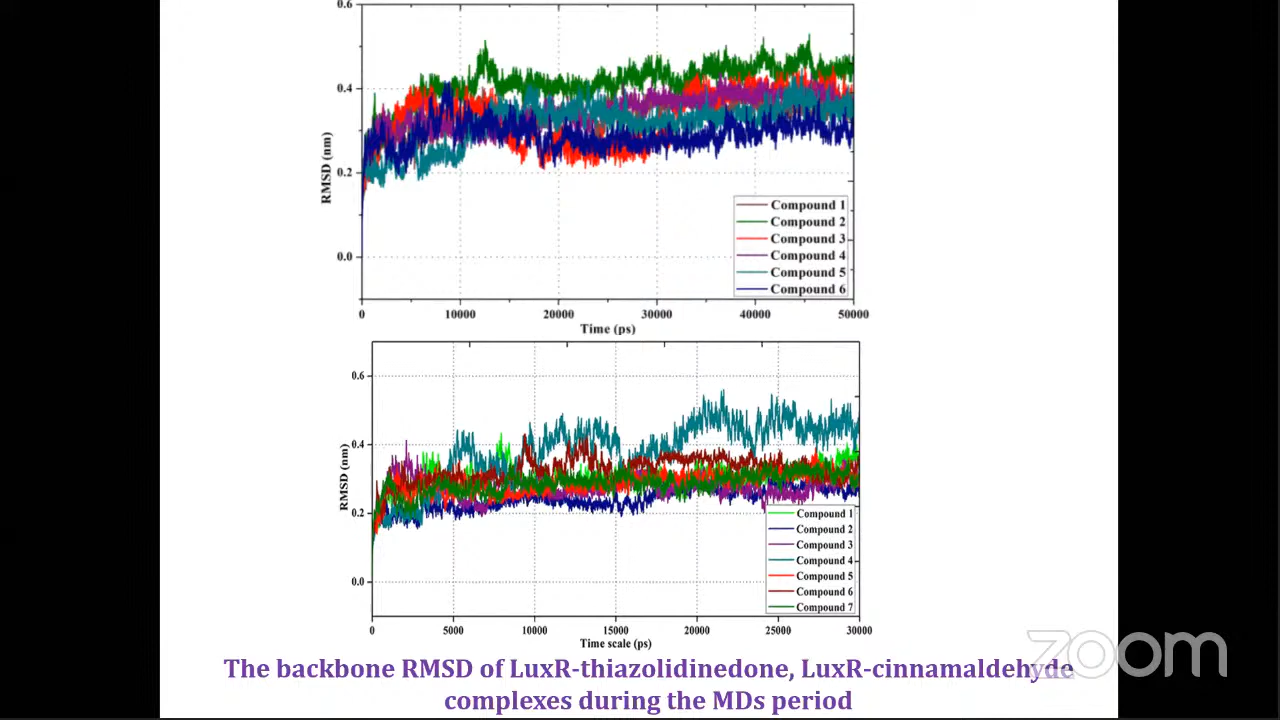 0.6
0.4
0.2
0.0
RMSD (nm)
Compound 1
Compound 2
Compound 3
Compound 4
Compound 5
Compound 6
0 10000 20000 30000 40000 50000
Time (ps)
0.6
0.4
0.2
0.0
RMSD (nm)
Compound 1
Compound 2
Compound 3
Compound 4
Compound 5
Compound 6
Compound 7
0 5000 10000 15000 20000 25000 30000
Time scale (ps)
The backbone RMSD of LuxR-thiazolidinedone, LuxR-cinnamaldehyde
complexes during the MDs period
zoom